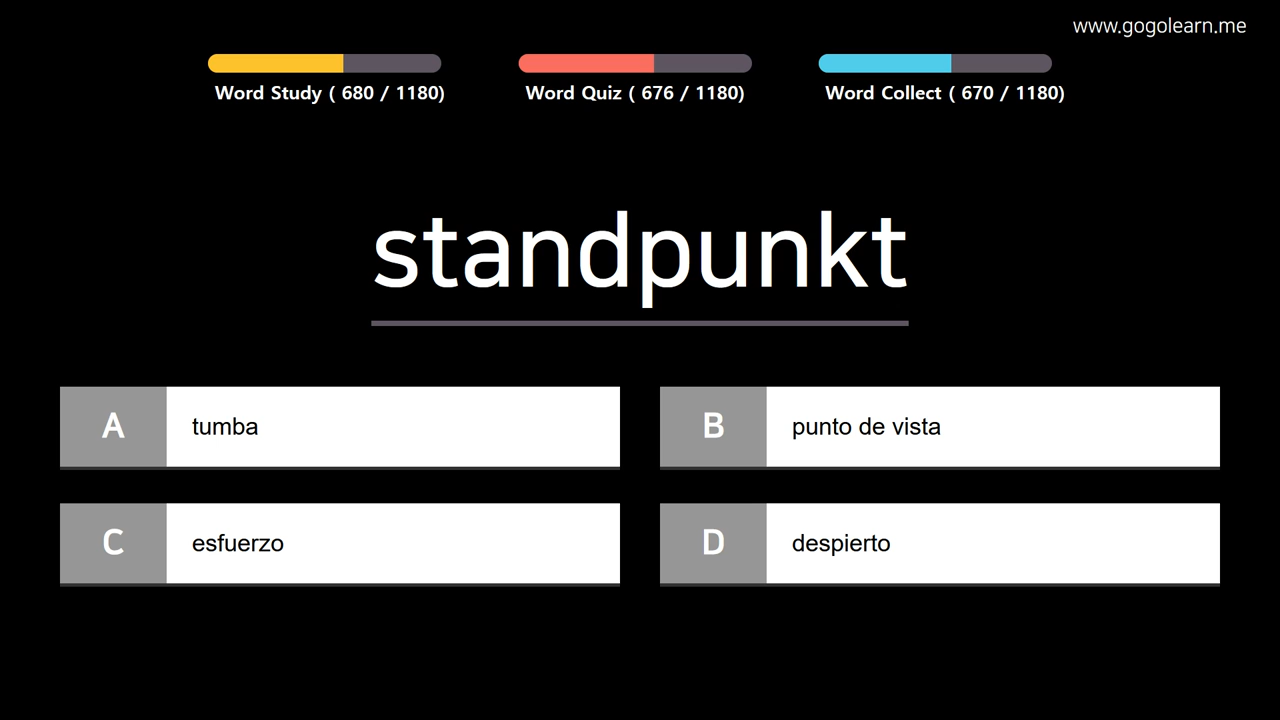 www.gogolearn.me
Word Study ( 680 / 1180)
Word Quiz ( 676 / 1180)
Word Collect ( 670 / 1180)
standpunkt
A tumba
B punto de vista
C esfuerzo
D despierto